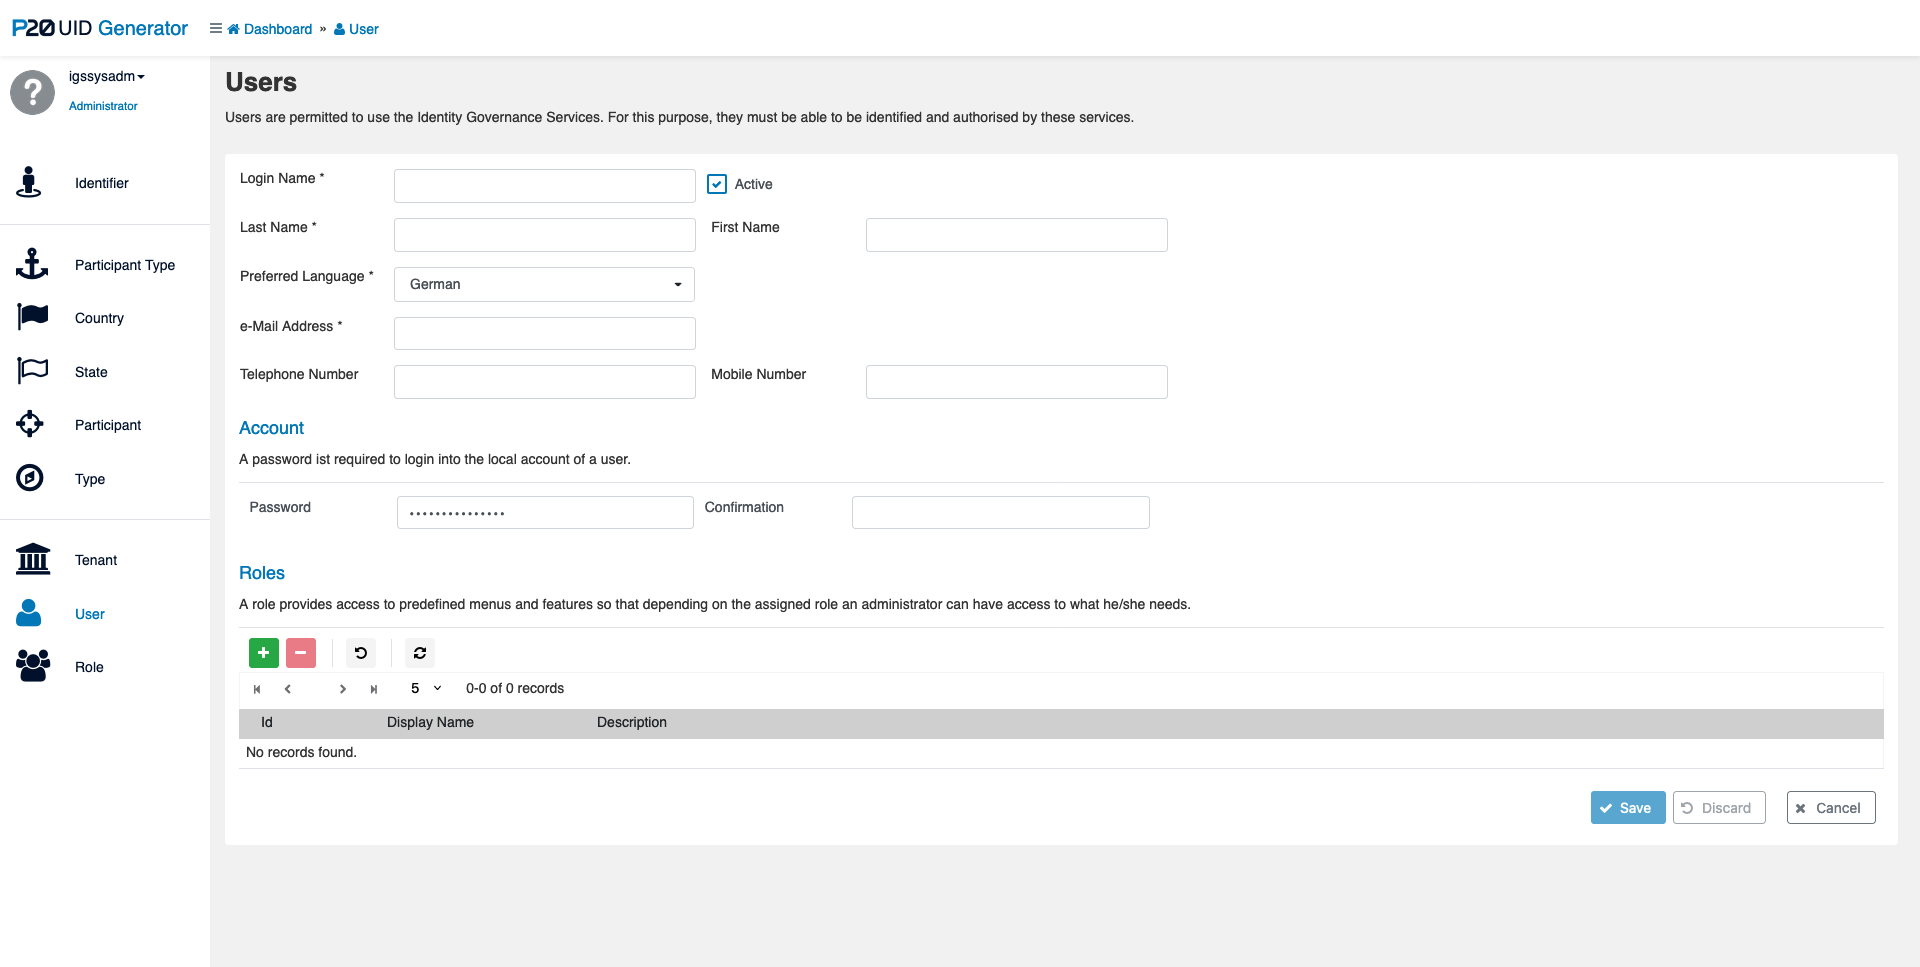 P20 UID Generator
Dashboard » User
igssysadm
Administrator
Identifier
Participant Type
Country
State
Participant
Type
Tenant
User
Role
Users
Users are permitted to use the Identity Governance Services. For this purpose, they must be able to be identified and authorised by these services.
Login Name *
Active
Last Name *
First Name
Preferred Language *
German
e-Mail Address *
Telephone Number
Mobile Number
Account
A password ist required to login into the local account of a user.
Password
Confirmation
Roles
A role provides access to predefined menus and features so that depending on the assigned role an administrator can have access to what he/she needs.
5
0-0 of 0 records
Id Display Name Description
No records found.
Save
Discard
Cancel